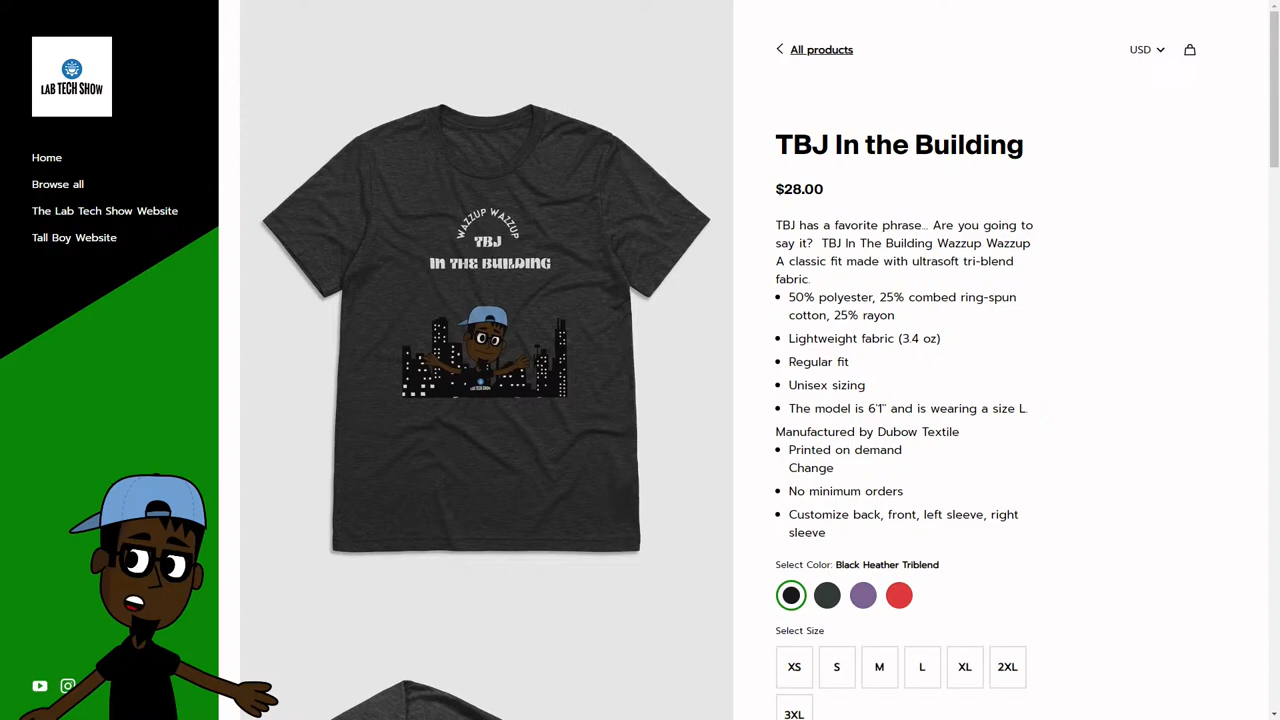 LAB TECH SHOW
Home
Browse all
The Lab Tech Show Website
Tall Boy Website
WAZZUP WAZZUP
TBJ
IN THE BUILDING
LAB TECH SHOW
All products
USD
TBJ In the Building
$28.00
TBJ has a favorite phrase... Are you going to
say it? TBJ In The Building Wazzup Wazzup
A classic fit made with ultrasoft tri-blend
fabric.
50% polyester, 25% combed ring-spun
cotton, 25% rayon
Lightweight fabric (3.4 oz)
Regular fit
Unisex sizing
The model is 6'1" and is wearing a size L.
Manufactured by Dubow Textile
Printed on demand
Change
No minimum orders
Customize back, front, left sleeve, right
sleeve
Select Color: Black Heather Triblend
Select Size
XS S M L XL 2XL
3XL